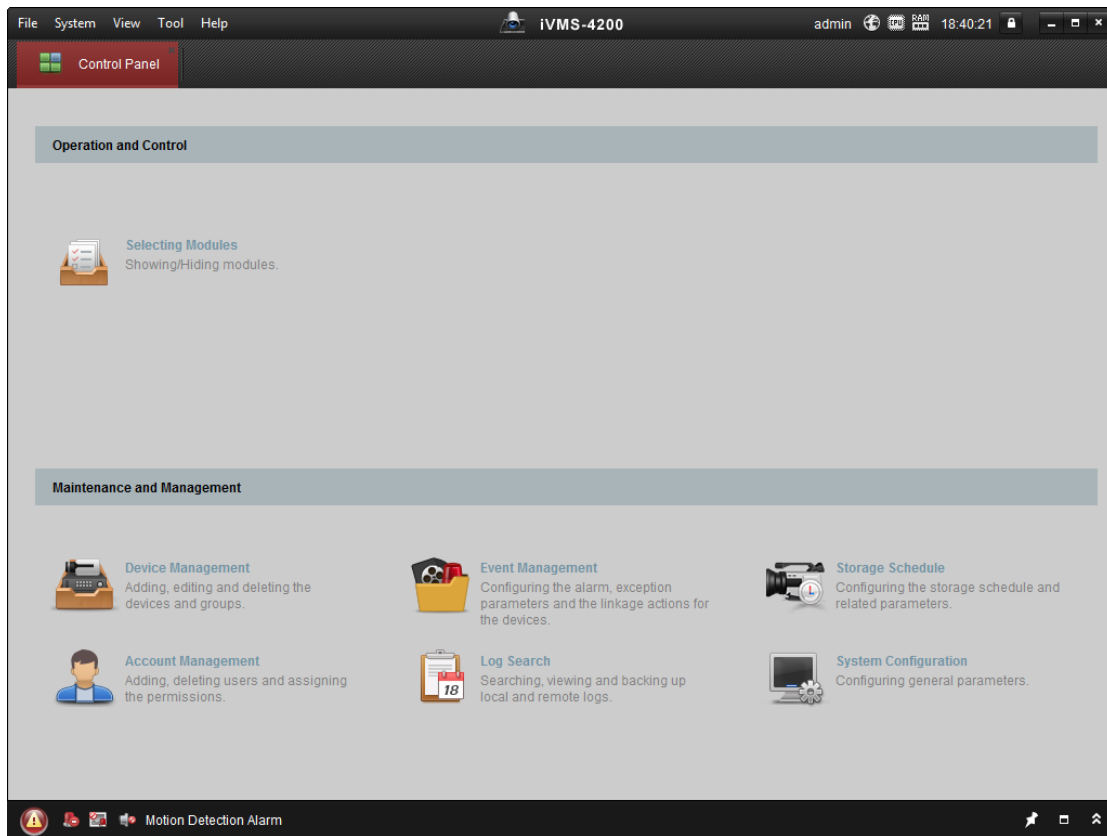 File System View Tool Help iVMS-4200 admin CPU RAM 18:40:21
Control Panel
Operation and Control
Selecting Modules
Showing/Hiding modules.
Maintenance and Management
Device Management
Adding, editing and deleting the
devices and groups.
Event Management
Configuring the alarm, exception
parameters and the linkage actions for
the devices.
Storage Schedule
Configuring the storage schedule and
related parameters.
Account Management
Adding, deleting users and assigning
the permissions.
18
Log Search
Searching, viewing and backing up
local and remote logs.
System Configuration
Configuring general parameters.
Motion Detection Alarm